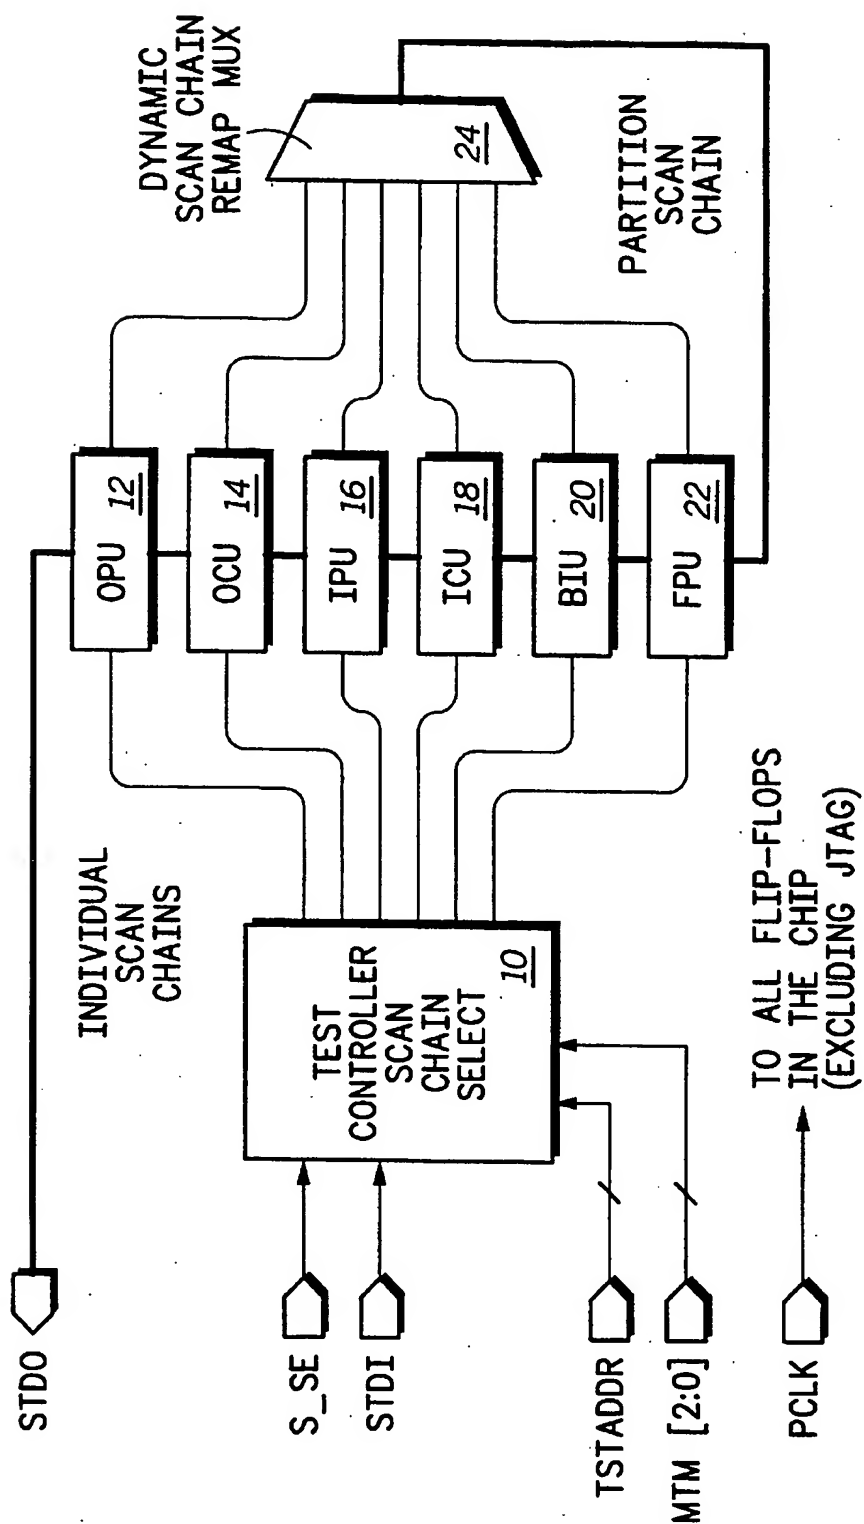 STDO
INDIVIDUAL
SCAN
CHAINS
DYNAMIC
SCAN CHAIN
REMAP MUX
24
OPU 12
OCU 14
IPU 16
ICU 18
BIU 20
FPU 22
PARTITION
SCAN
CHAIN
S_SE
STDI
TEST
CONTROLLER
SCAN
CHAIN
SELECT
10
TSTADDR
MTM [2:0]
PCLK
TO ALL FLIP-FLOPS
IN THE CHIP
(EXCLUDING JTAG)